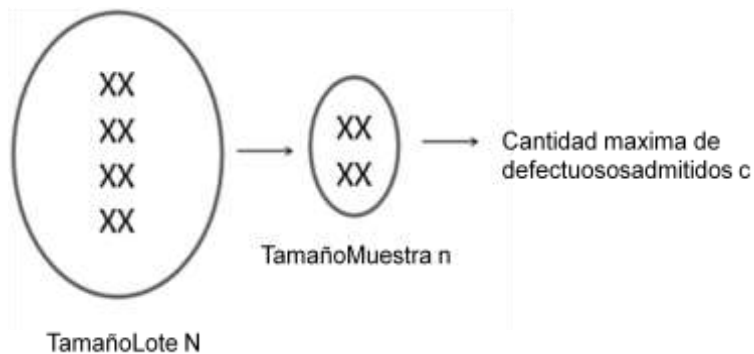 XX
XX
XX
XX
XX
XX
Cantidad maxima de
defectuososadmitidos c
TamañoMuestra n
TamañoLote N